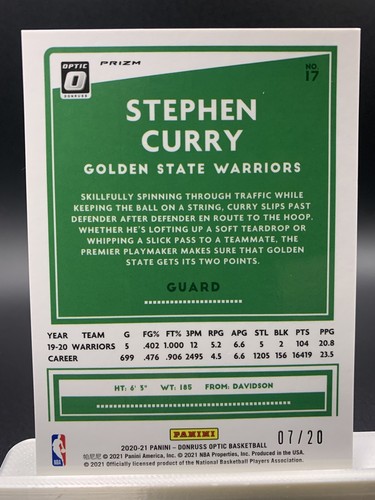 OPTIC
O
DONRUSS
PRIZM
NO.
17
STEPHEN
CURRY
GOLDEN STATE WARRIORS
SKILLFULLY SPINNING THROUGH TRAFFIC WHILE
KEEPING THE BALL ON A STRING, CURRY SLIPS PAST
DEFENDER AFTER DEFENDER EN ROUTE TO THE HOOP.
WHETHER HE'S LOFTING UP A SOFT TEARDROP OR
WHIPPING A SLICK PASS TO A TEAMMATE, THE
PREMIER PLAYMAKER MAKES SURE THAT GOLDEN
STATE GETS ITS TWO POINTS.
GUARD
YEAR TEAM G FG% FT% 3PM RPG APG STL BLK PTS PPG
19-20 WARRIORS 5 .402 1.000 12 5.2 6.6 5 2 104 20.8
CAREER 699 .476 .906 2495 4.5 6.6 1205 156 16419 23.5
HT: 6' 3" WT: 185 FROM: DAVIDSON
PANINI
07/20
NBA
2020-21 PANINI – DONRUSS OPTIC BASKETBALL
帕尼尼 © 2021 Panini America, Inc. © 2021 NBA Properties, Inc. Produced in the USA.
© 2021 Officially licensed product of the National Basketball Players Association.